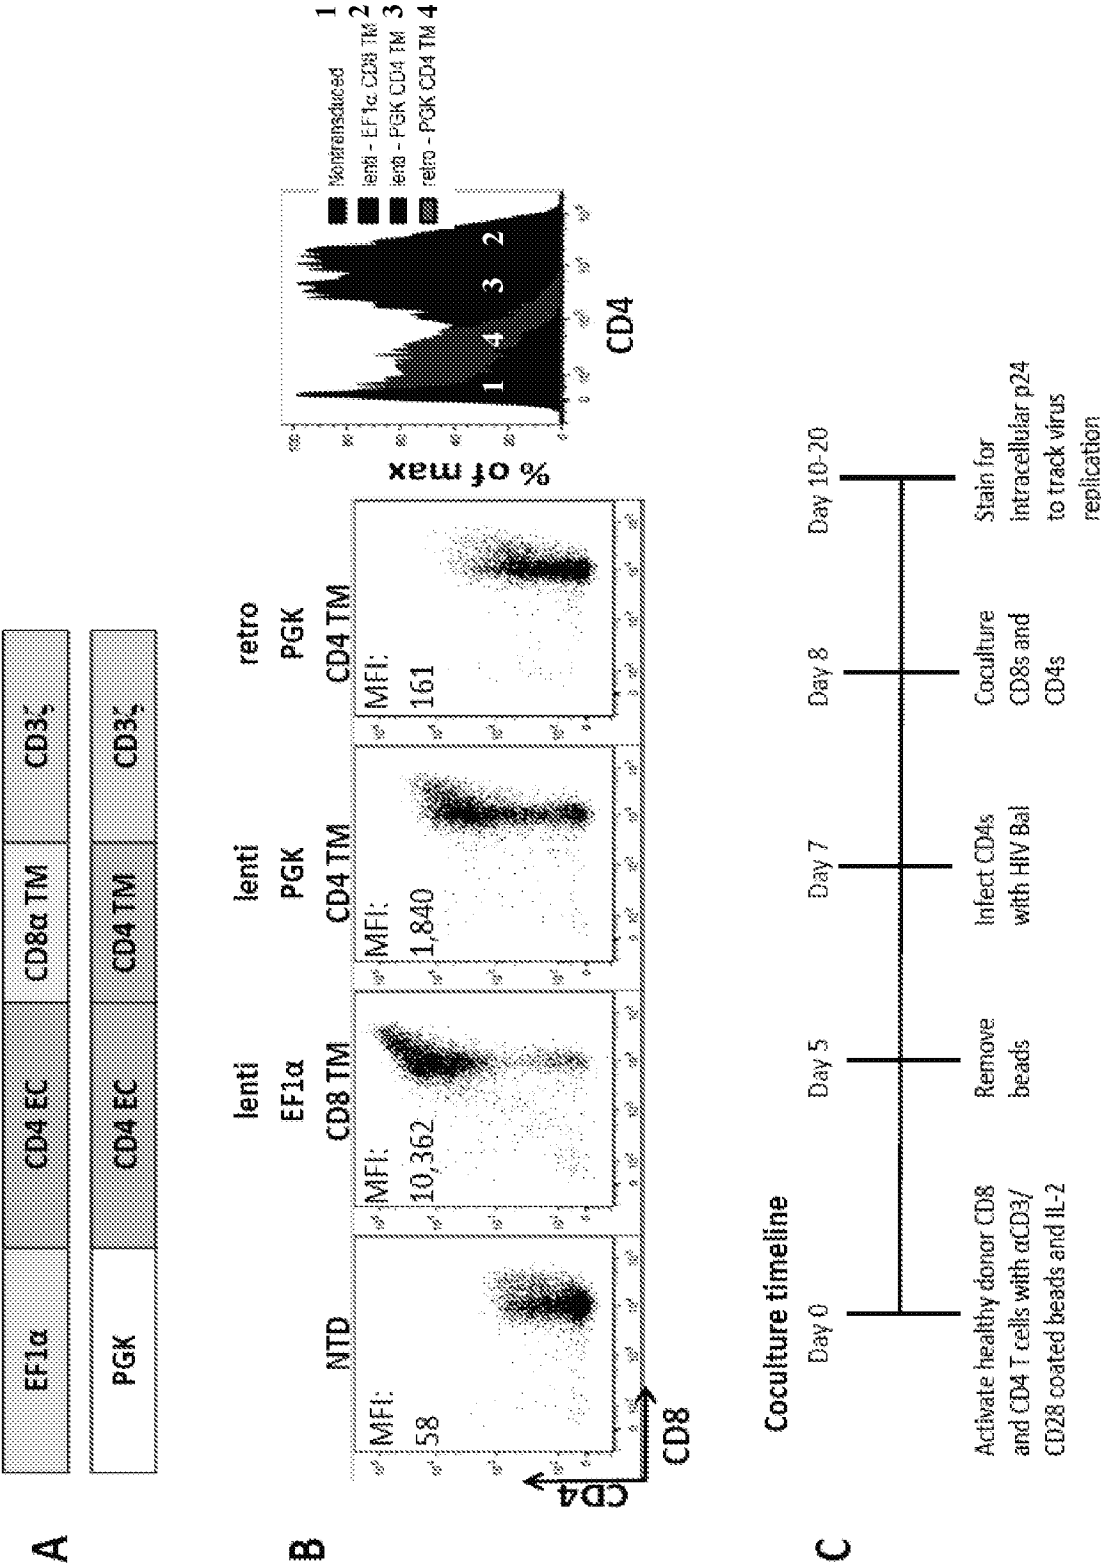 A
EF1α CD4 EC CD8α TM CD3ζ
PGK CD4 EC CD4 TM CD3ζ
B
NTD
lenti
EF1α
CD8 TM
lenti
PGK
CD4 TM
retro
PGK
CD4 TM
MFI:
58
MFI:
10,362
MFI:
1,840
MFI:
161
CD4
CD8
% of max
CD4
1
2
3
4
Nontransduced 1
lenti - EF1α CD8 TM 2
lenti - PGK CD4 TM 3
retro - PGK CD4 TM 4
C
Coculture timeline
Day 0
Day 5
Day 7
Day 8
Day 10-20
Activate healthy donor CD8
and CD4 T cells with αCD3/
CD28 coated beads and IL-2
Remove
beads
Infect CD4s
with HIV Bal
Coculture
CD8s and
CD4s
Stain for
intracellular p24
to track virus
replication